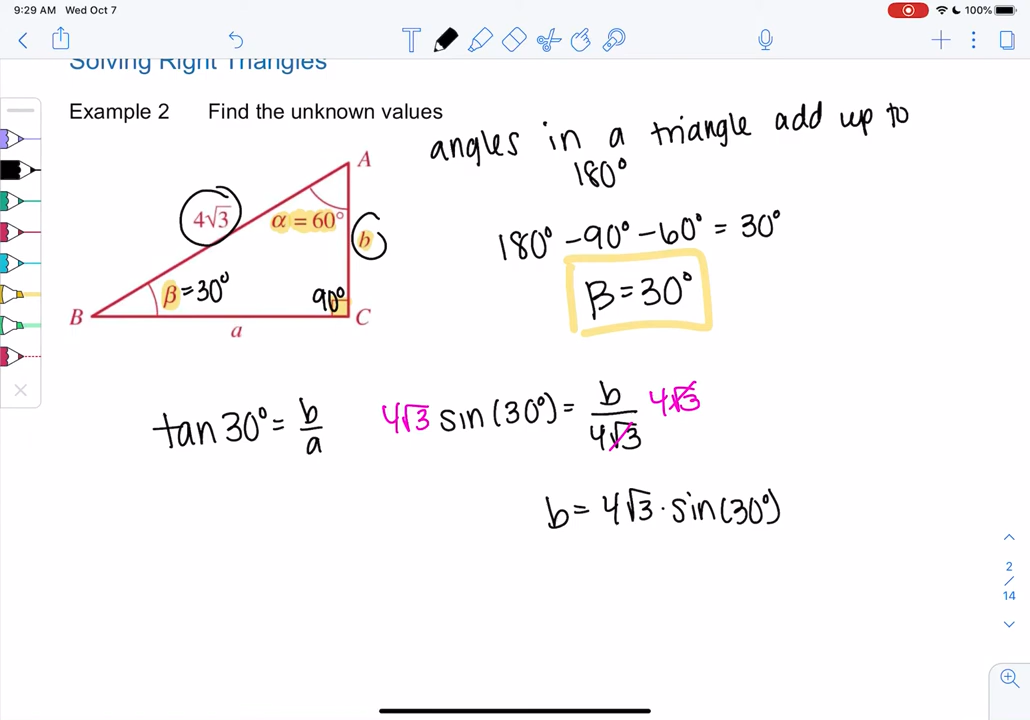 9:29 AM Wed Oct 7
100%
Solving Right Triangles
Example 2 Find the unknown values
angles in a triangle add up to
180°
A
4√3
α = 60°
b
β = 30°
90°
B
C
a
180° - 90° - 60° = 30°
β = 30°
tan 30° = b/a
4√3 sin(30°) = b/4√3 4√3
b = 4√3 · sin(30°)
2
/
14